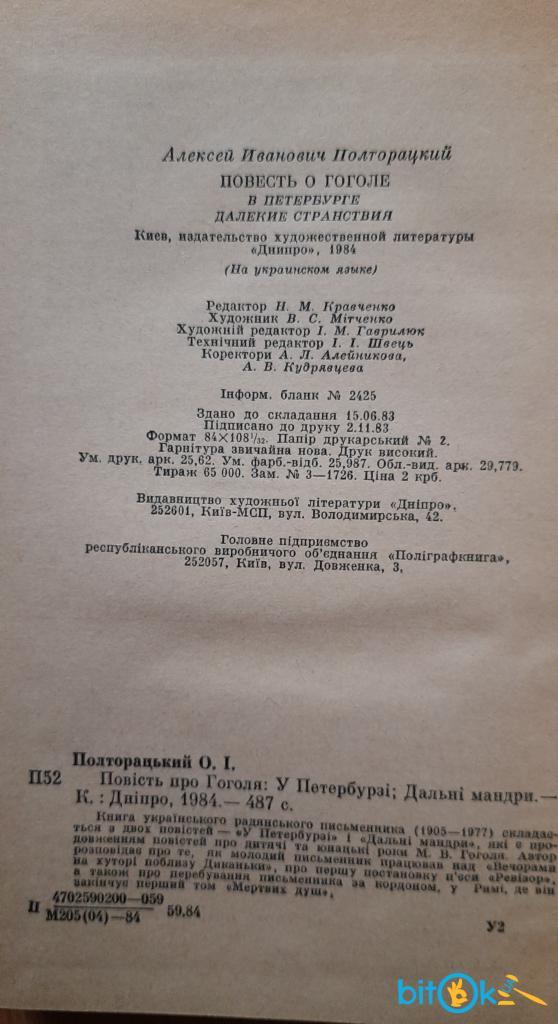 Алексей Иванович Полторацкий
ПОВЕСТЬ О ГОГОЛЕ
В ПЕТЕРБУРГЕ
ДАЛЕКИЕ СТРАНСТВИЯ
Киев, издательство художественной литературы
«Днипро», 1984
(На украинском языке)
Редактор Н. М. Кравченко
Художник В. С. Мітченко
Художній редактор І. М. Гаврилюк
Технічний редактор І. І. Швець
Коректори А. Л. Алейникова,
А. В. Кудрявцева
Інформ. бланк № 2425
Здано до складання 15.06.83
Підписано до друку 2.11.83
Формат 84×108¹/₃₂. Папір друкарський № 2.
Гарнітура звичайна нова. Друк високий.
Ум. друк. арк. 25,62. Ум. фарб.-відб. 25,987. Обл.-вид. арк. 29,779.
Тираж 65 000. Зам. № 3—1726. Ціна 2 крб.
Видавництво художньої літератури «Дніпро».
252601, Київ-МСП, вул. Володимирська, 42.
Головне підприємство
республіканського виробничого об'єднання «Поліграфкнига»,
252057, Київ, вул. Довженка, 3,
Полторацький О. І.
П52 Повість про Гоголя: У Петербурзі; Дальні мандри.—
К. : Дніпро, 1984.— 487 с.
Книга українського радянського письменника (1905—1977) складає-
ться з двох повістей — «У Петербурзі» і «Дальні мандри», які є про-
довженням повістей про дитячі та юнацькі роки М. В. Гоголя. Автор
розповідає про те, як молодий письменник працював над «Вечорами
на хуторі поблизу Диканьки», про першу постановку п'єси «Ревізор»,
а також про перебування письменника за кордоном, у Римі, де він
закінчує перший том «Мертвих душ».
П 4702590200—059
М205(04)—84 59.84
У2
bitok.ua